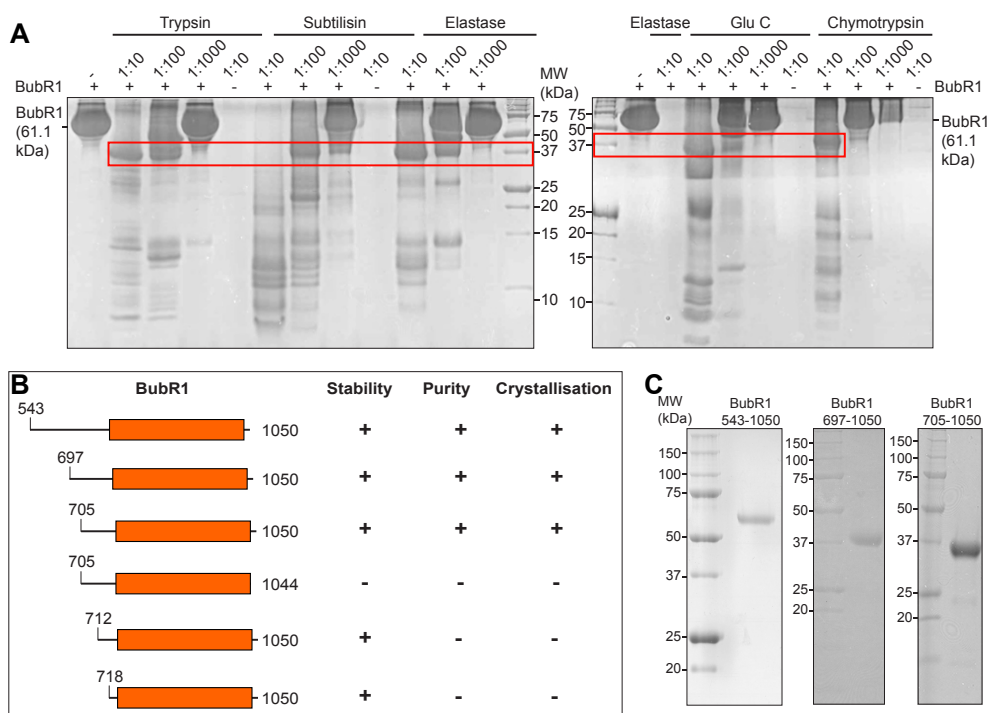 A
Trypsin Subtilisin Elastase
- 1:10 1:100 1:1000 1:10 1:10 1:100 1:1000 1:10 1:10 1:100 1:1000
BubR1 + + + + - + + + - + + +
MW
(kDa)
BubR1
(61.1
kDa)
75
50
37
25
20
15
10
Elastase Glu C Chymotrypsin
- 1:10 1:10 1:100 1:1000 1:10 1:10 1:100 1:1000 1:10
+ + + + + - + + + - BubR1
75
50
37
25
20
15
10
BubR1
(61.1
kDa)
B
BubR1 Stability Purity Crystallisation
543 1050 + + +
697 1050 + + +
705 1050 + + +
705 1044 - - -
712 1050 + - -
718 1050 + - -
C
MW
(kDa)
BubR1
543-1050
150
100
75
50
37
25
20
BubR1
697-1050
150
100
75
50
37
25
20
BubR1
705-1050
150
100
75
50
37
25
20